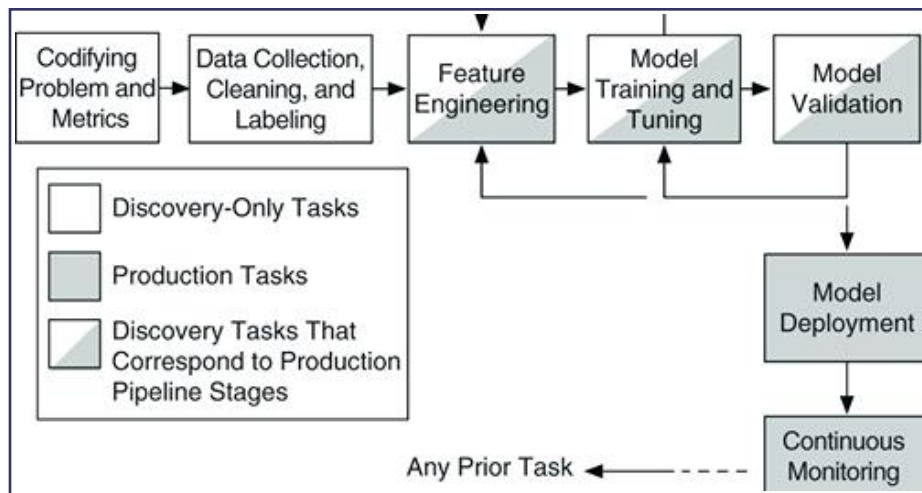 Codifying
Problem and
Metrics
Data Collection,
Cleaning, and
Labeling
Feature
Engineering
Model
Training and
Tuning
Model
Validation
Discovery-Only Tasks
Production Tasks
Discovery Tasks That
Correspond to Production
Pipeline Stages
Model
Deployment
Continuous
Monitoring
Any Prior Task